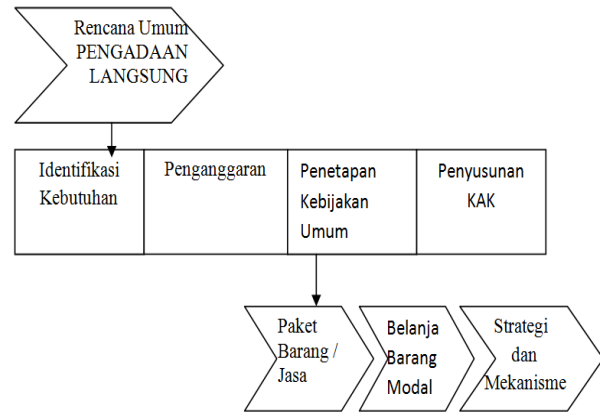 Rencana Umum
PENGADAAN
LANGSUNG
Identifikasi
Kebutuhan
Penganggaran
Penetapan
Kebijakan
Umum
Penyusunan
KAK
Paket
Barang /
Jasa
Belanja
Barang
Modal
Strategi
dan
Mekanisme